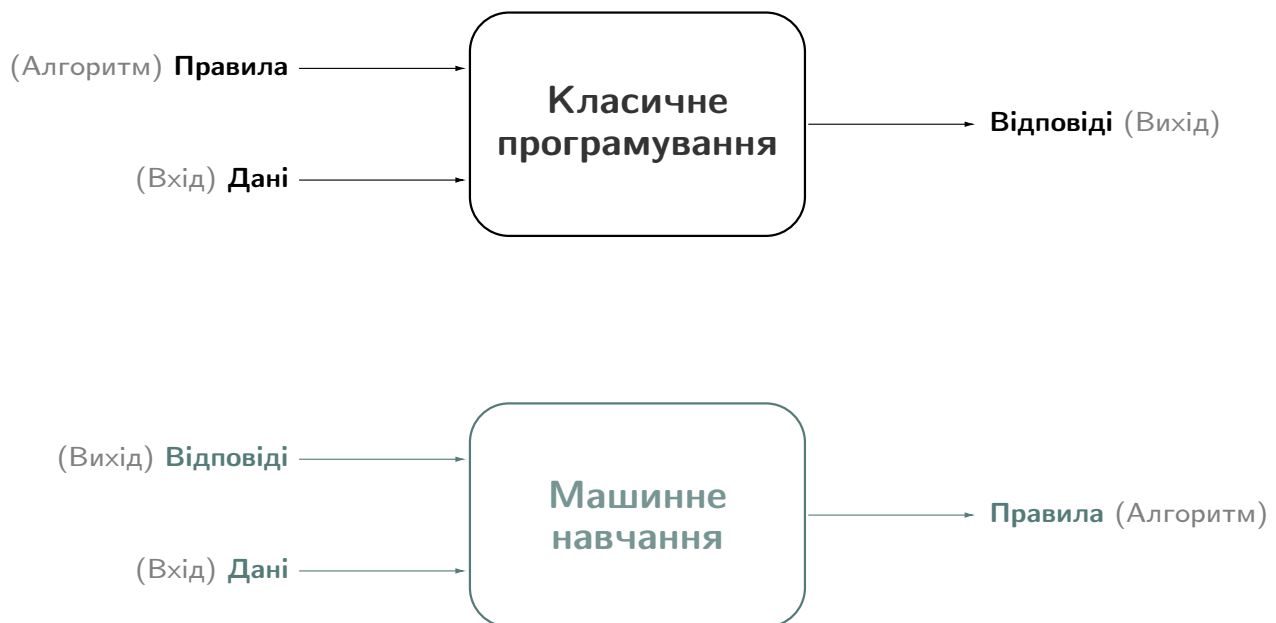 (Алгоритм) Правила
Класичне
програмування
Відповіді (Вихід)
(Вхід) Дані
(Вихід) Відповіді
Машинне
навчання
Правила (Алгоритм)
(Вхід) Дані